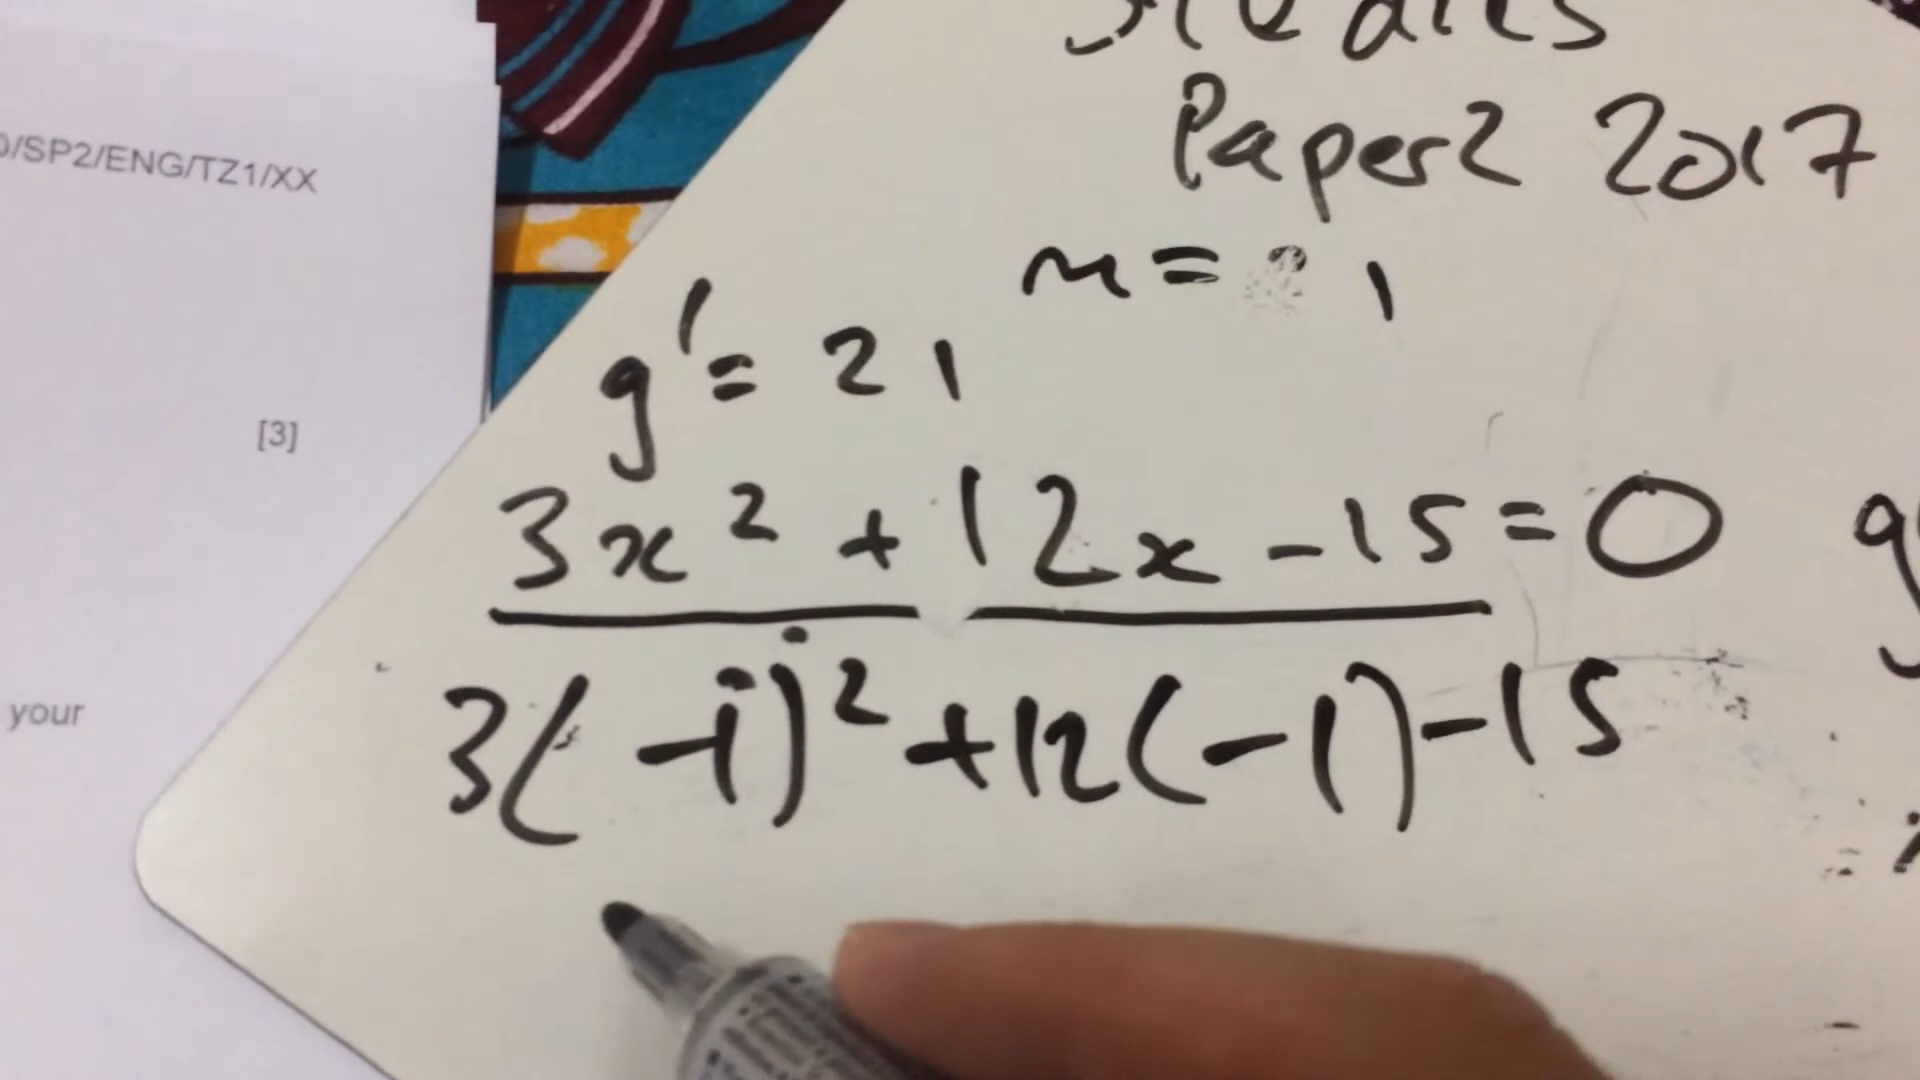 /SP2/ENG/TZ1/XX
[3]
your
Paper2 2017
m = 1
g' = 21
3x² + 12x - 15 = 0
3(-1)² + 12(-1) - 15